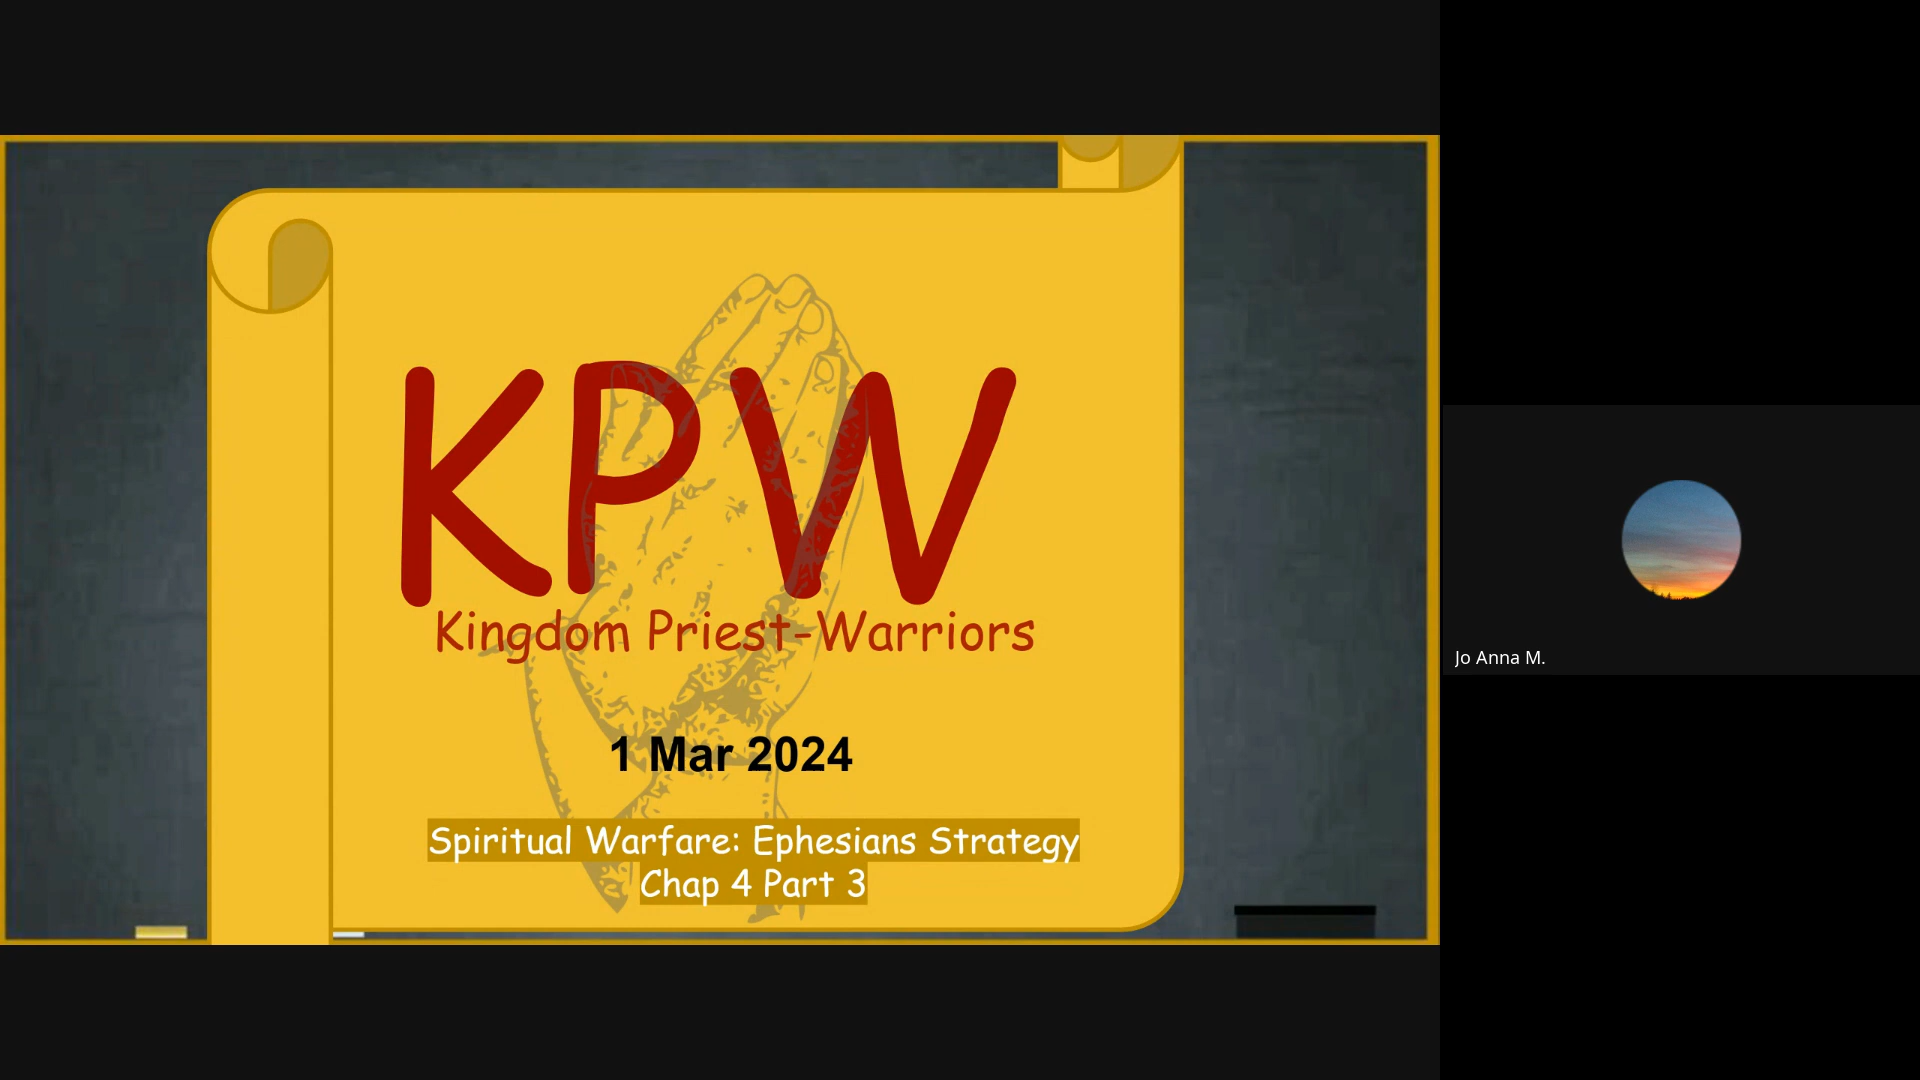 KPW
Kingdom Priest-Warriors
1 Mar 2024
Spiritual Warfare: Ephesians Strategy
Chap 4 Part 3
Jo Anna M.